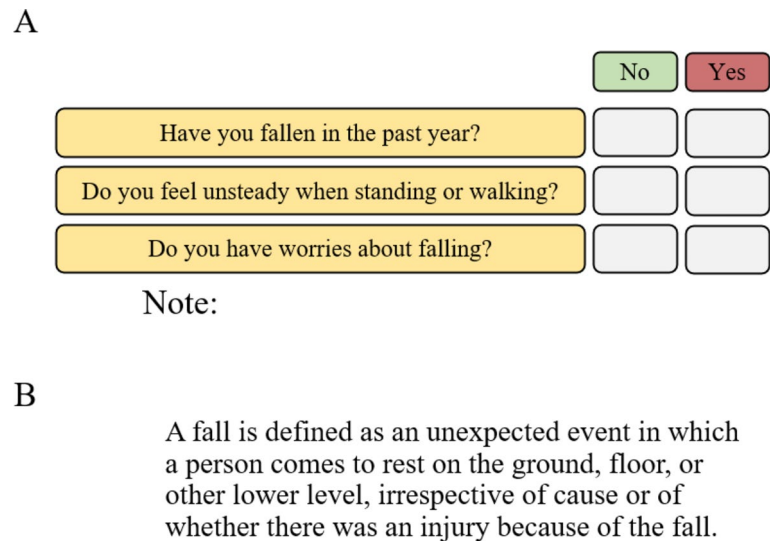 A
No Yes
Have you fallen in the past year?
Do you feel unsteady when standing or walking?
Do you have worries about falling?
Note:
B
A fall is defined as an unexpected event in which
a person comes to rest on the ground, floor, or
other lower level, irrespective of cause or of
whether there was an injury because of the fall.